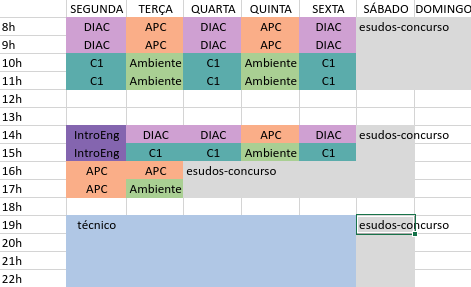 SEGUNDA TERÇA QUARTA QUINTA SEXTA SÁBADO DOMINGO
8h DIAC APC DIAC APC DIAC esudos-concurso
9h DIAC APC DIAC APC DIAC
10h C1 Ambiente C1 Ambiente C1
11h C1 Ambiente C1 Ambiente C1
12h
13h
14h IntroEng DIAC DIAC APC DIAC esudos-concurso
15h IntroEng C1 C1 Ambiente C1
16h APC APC esudos-concurso
17h APC Ambiente
18h
19h técnico esudos-concurso
20h
21h
22h